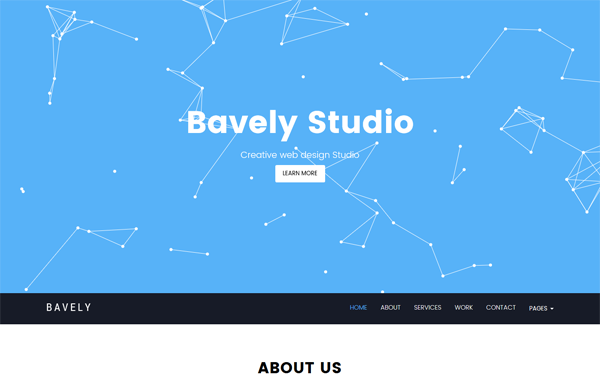 Bavely Studio
Creative web design Studio
LEARN MORE
BAVELY
HOME ABOUT SERVICES WORK CONTACT PAGES
ABOUT US